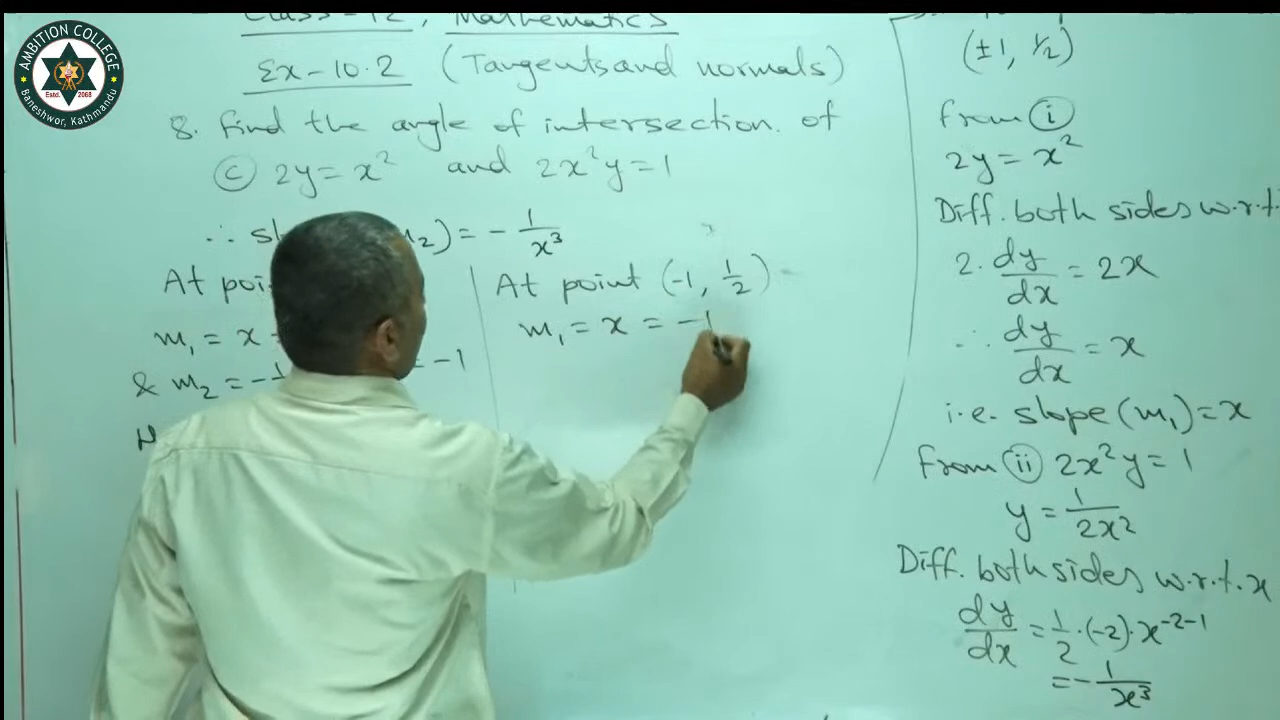 AMBITION COLLEGE
Estd. 2068
Baneshwor, Kathmandu
Class-12, Mathematics
Ex-10.2 (Tangents and normals)
8. Find the angle of intersection of
(c) 2y = x² and 2x²y = 1
∴ sl m₂) = -1/x³
At poi
m₁ = x =
& m₂ = - = -1
At point (-1, 1/2)
m₁ = x = -1
(±1, 1/2)
from (i)
2y = x²
Diff. both sides w.r.t.
2. dy/dx = 2x
∴ dy/dx = x
i.e. slope (m₁) = x
from (ii) 2x²y = 1
y = 1/2x²
Diff. both sides w.r.t. x
dy/dx = 1/2·(-2)·x⁻²⁻¹
= -1/x³